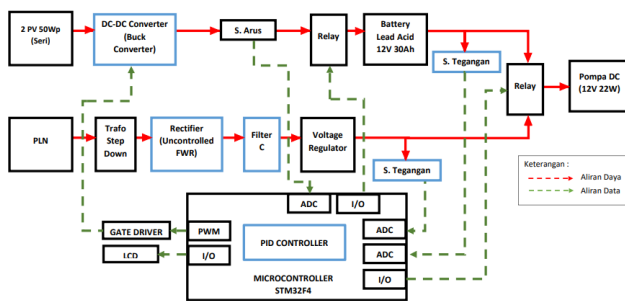 2 PV 50Wp
(Seri)
DC-DC Converter
(Buck
Converter)
S. Arus
Relay
Battery
Lead Acid
12V 30Ah
S. Tegangan
Relay
Pompa DC
(12V 22W)
PLN
Trafo
Step
Down
Rectifier
(Uncontrolled
FWR)
Filter
C
Voltage
Regulator
S. Tegangan
Keterangan :
Aliran Daya
Aliran Data
ADC
I/O
GATE DRIVER
PWM
PID CONTROLLER
ADC
LCD
I/O
ADC
MICROCONTROLLER
STM32F4
I/O